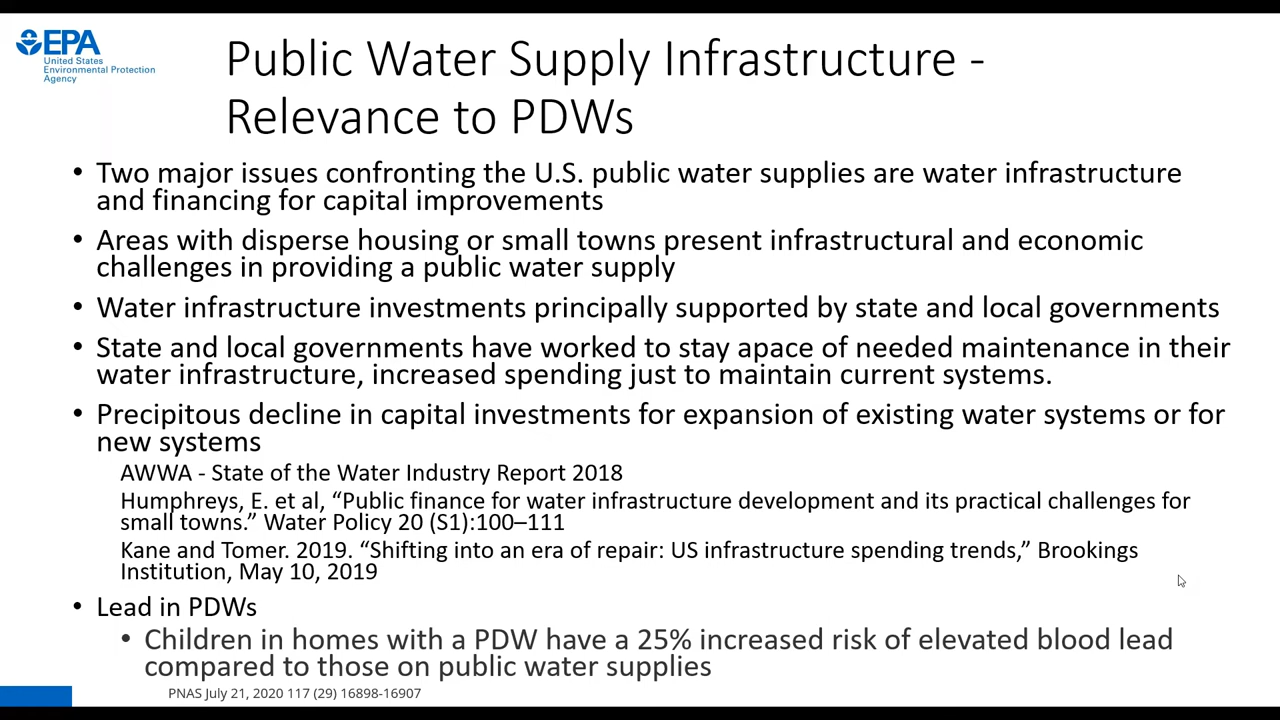 EPA
United States
Environmental Protection
Agency
Public Water Supply Infrastructure -
Relevance to PDWs
• Two major issues confronting the U.S. public water supplies are water infrastructure
and financing for capital improvements
• Areas with disperse housing or small towns present infrastructural and economic
challenges in providing a public water supply
• Water infrastructure investments principally supported by state and local governments
• State and local governments have worked to stay apace of needed maintenance in their
water infrastructure, increased spending just to maintain current systems.
• Precipitous decline in capital investments for expansion of existing water systems or for
new systems
AWWA - State of the Water Industry Report 2018
Humphreys, E. et al, “Public finance for water infrastructure development and its practical challenges for
small towns.” Water Policy 20 (S1):100–111
Kane and Tomer. 2019. “Shifting into an era of repair: US infrastructure spending trends,” Brookings
Institution, May 10, 2019
• Lead in PDWs
• Children in homes with a PDW have a 25% increased risk of elevated blood lead
compared to those on public water supplies
PNAS July 21, 2020 117 (29) 16898-16907